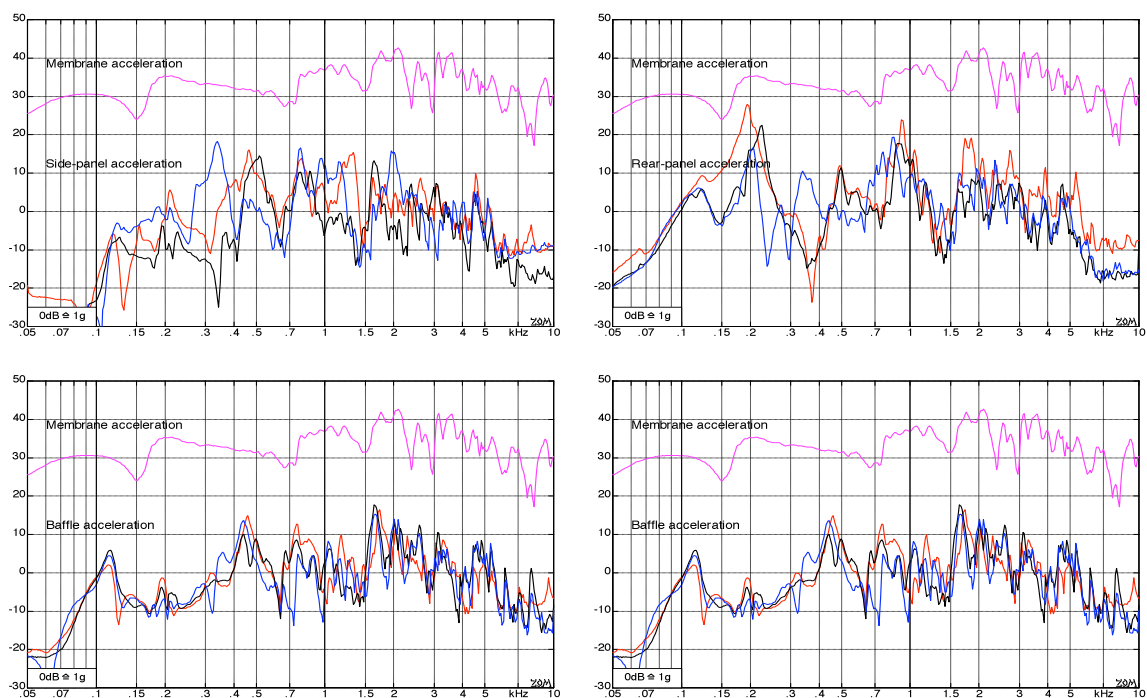 50
40
Membrane acceleration
30
20
Side-panel acceleration
10
0
-10
-20
0dB ≙ 1g
-30
.05 .07 .1 .15 .2 .3 .4 .5 .7 1 1.5 2 3 4 5 kHz 10
50
40
Membrane acceleration
30
20
Rear-panel acceleration
10
0
-10
-20
0dB ≙ 1g
-30
.05 .07 .1 .15 .2 .3 .4 .5 .7 1 1.5 2 3 4 5 kHz 10
50
40
Membrane acceleration
30
20
Baffle acceleration
10
0
-10
-20
0dB ≙ 1g
-30
.05 .07 .1 .15 .2 .3 .4 .5 .7 1 1.5 2 3 4 5 kHz 10
50
40
Membrane acceleration
30
20
Baffle acceleration
10
0
-10
-20
0dB ≙ 1g
-30
.05 .07 .1 .15 .2 .3 .4 .5 .7 1 1.5 2 3 4 5 kHz 10